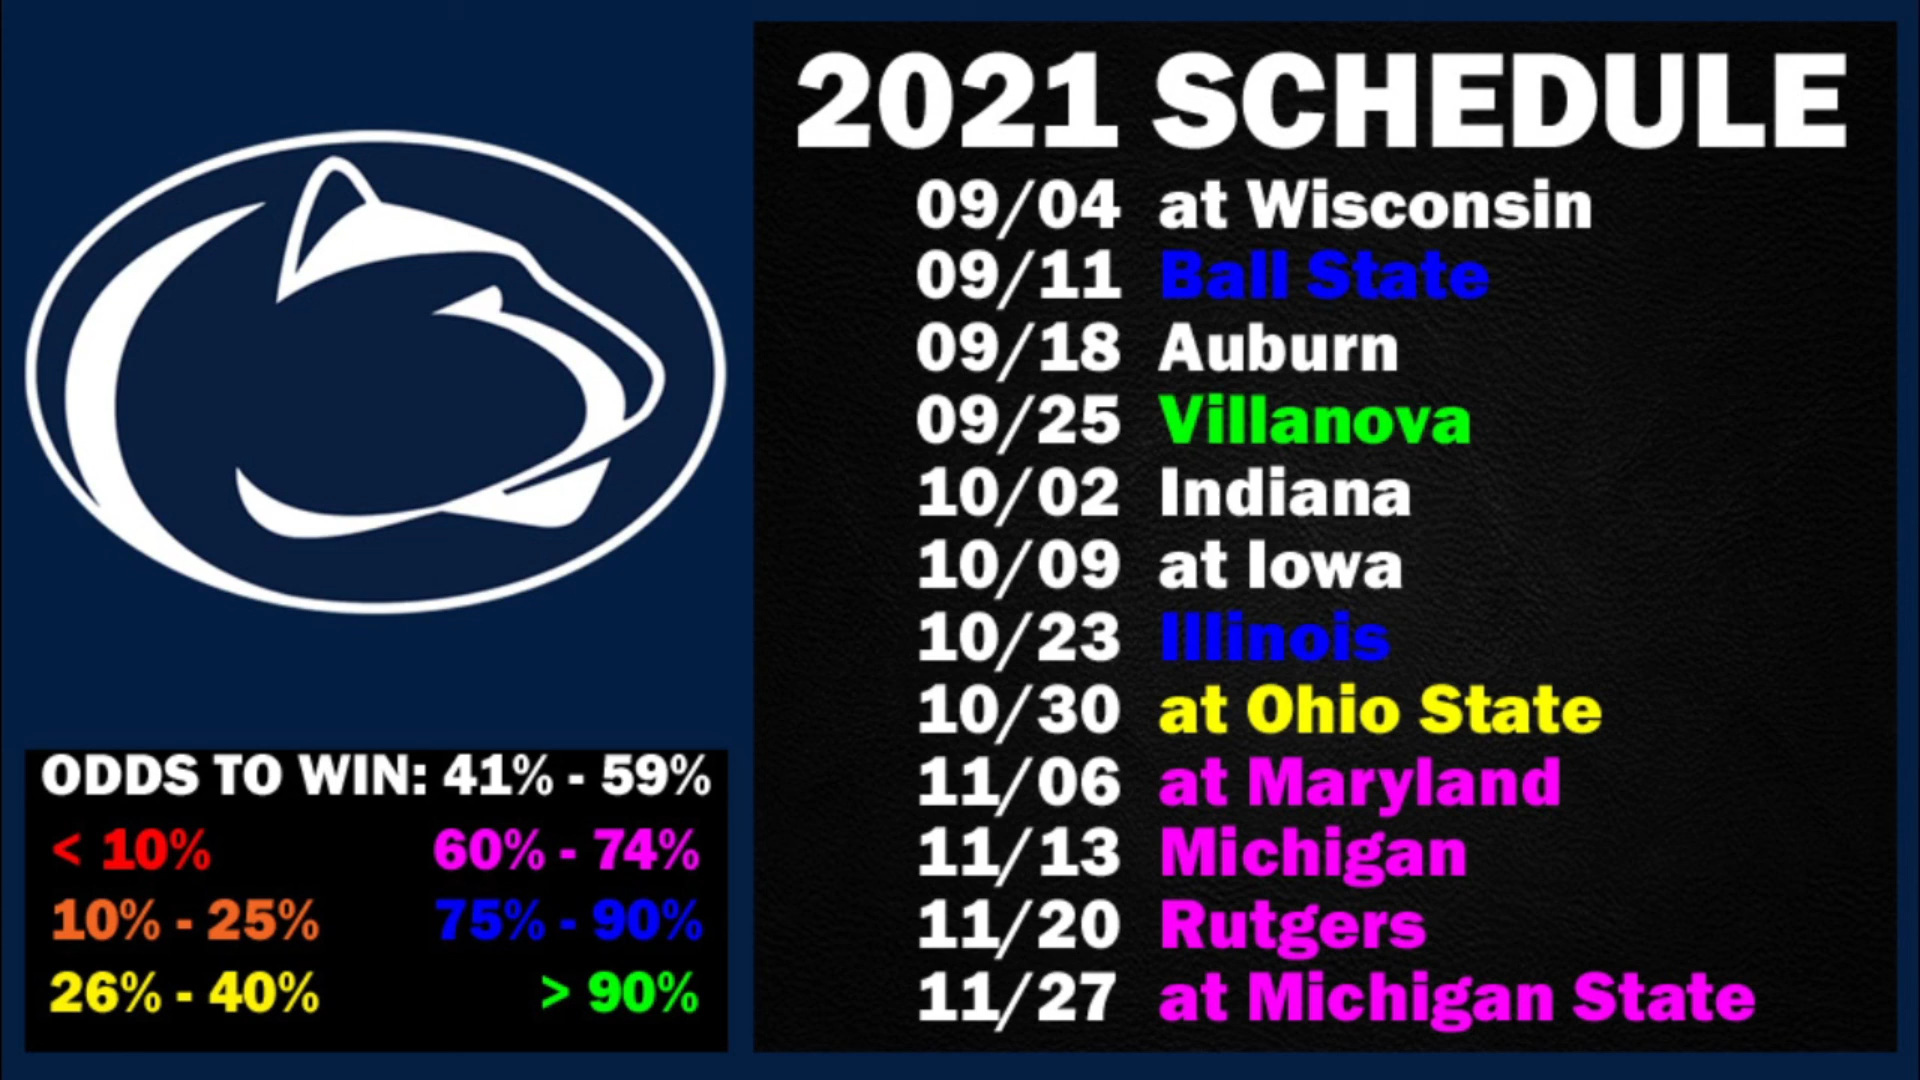 2021 SCHEDULE
09/04 at Wisconsin
09/11 Ball State
09/18 Auburn
09/25 Villanova
10/02 Indiana
10/09 at Iowa
10/23 Illinois
10/30 at Ohio State
11/06 at Maryland
11/13 Michigan
11/20 Rutgers
11/27 at Michigan State
ODDS TO WIN: 41% - 59%
< 10% 60% - 74%
10% - 25% 75% - 90%
26% - 40% > 90%